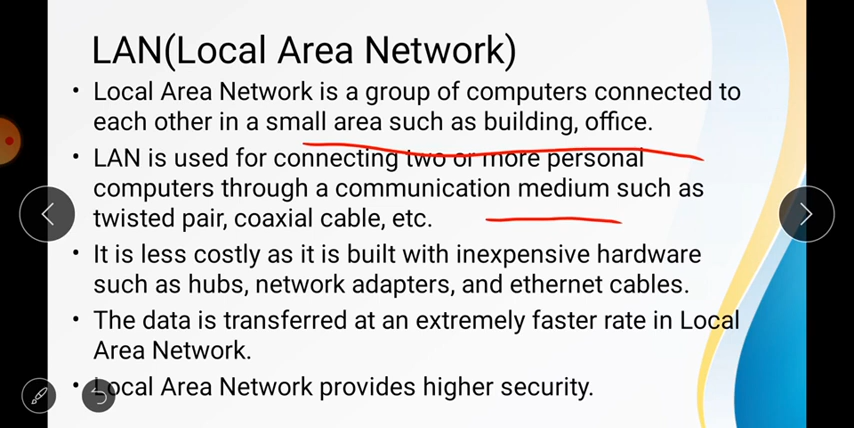 LAN(Local Area Network)
• Local Area Network is a group of computers connected to
each other in a small area such as building, office.
• LAN is used for connecting two or more personal
computers through a communication medium such as
twisted pair, coaxial cable, etc.
• It is less costly as it is built with inexpensive hardware
such as hubs, network adapters, and ethernet cables.
• The data is transferred at an extremely faster rate in Local
Area Network.
• Local Area Network provides higher security.